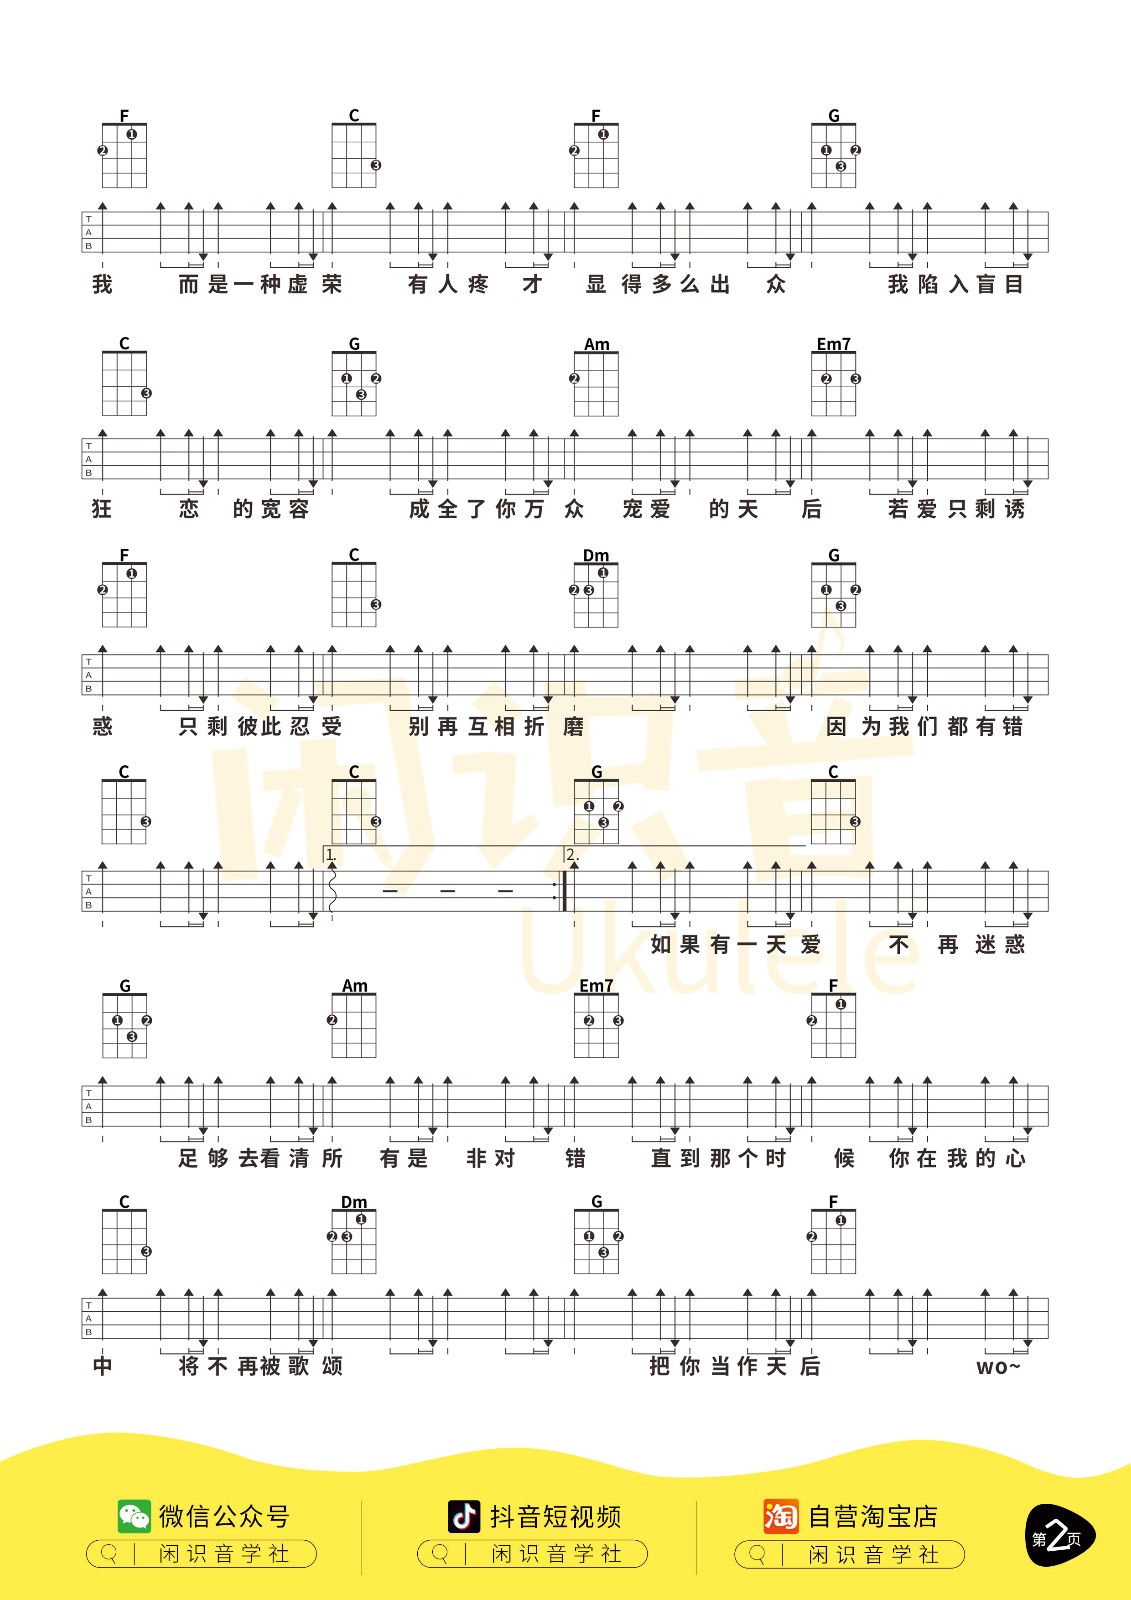 F C F G
我 而是一种虚荣 有人疼 才 显得多么出 众 我陷入盲目
C G Am Em7
狂 恋 的宽容 成全了你万 众 宠爱 的天 后 若爱只剩诱
F C Dm G
惑 只剩彼此忍受 别再互相折磨 因为我们都有错
C C G C
1. 2.
如果有一天爱 不 再迷惑
G Am Em7 F
足够去看清所 有是 非对 错 直到那个时 候 你在我的心
C Dm G F
中 将不再被歌颂 把你当作天后 wo~
闲识音
Ukulele
微信公众号 抖音短视频 淘 自营淘宝店
闲识音学社 闲识音学社 闲识音学社
第2页